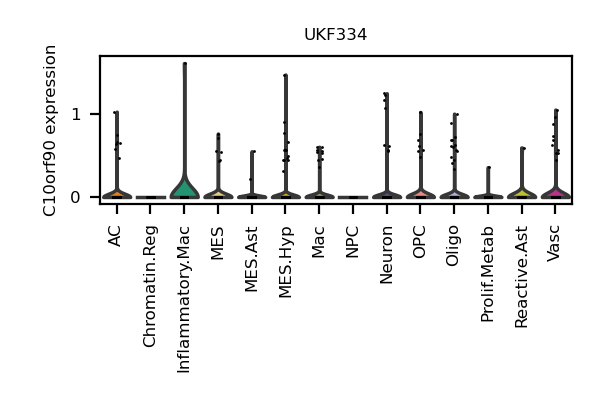 UKF334
C10orf90 expression
1
0
AC
Chromatin.Reg
Inflammatory.Mac
MES
MES.Ast
MES.Hyp
Mac
NPC
Neuron
OPC
Oligo
Prolif.Metab
Reactive.Ast
Vasc